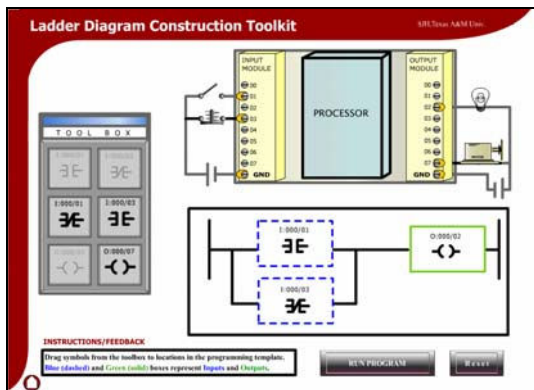 Ladder Diagram Construction Toolkit
INPUT
MODULE
00
01
02
03
04
05
06
07
GND
PROCESSOR
OUTPUT
MODULE
00
01
02
03
04
05
06
07
GND
TOOL BOX
I:000/01
I:000/03
O:000/07
I:000/01
I:000/03
O:000/02
INSTRUCTIONS/FEEDBACK
Drag symbols from the toolbox to locations in the programming template.
Blue (dashed) and Green (solid) boxes represent Inputs and Outputs.
RUN PROGRAM
Reset